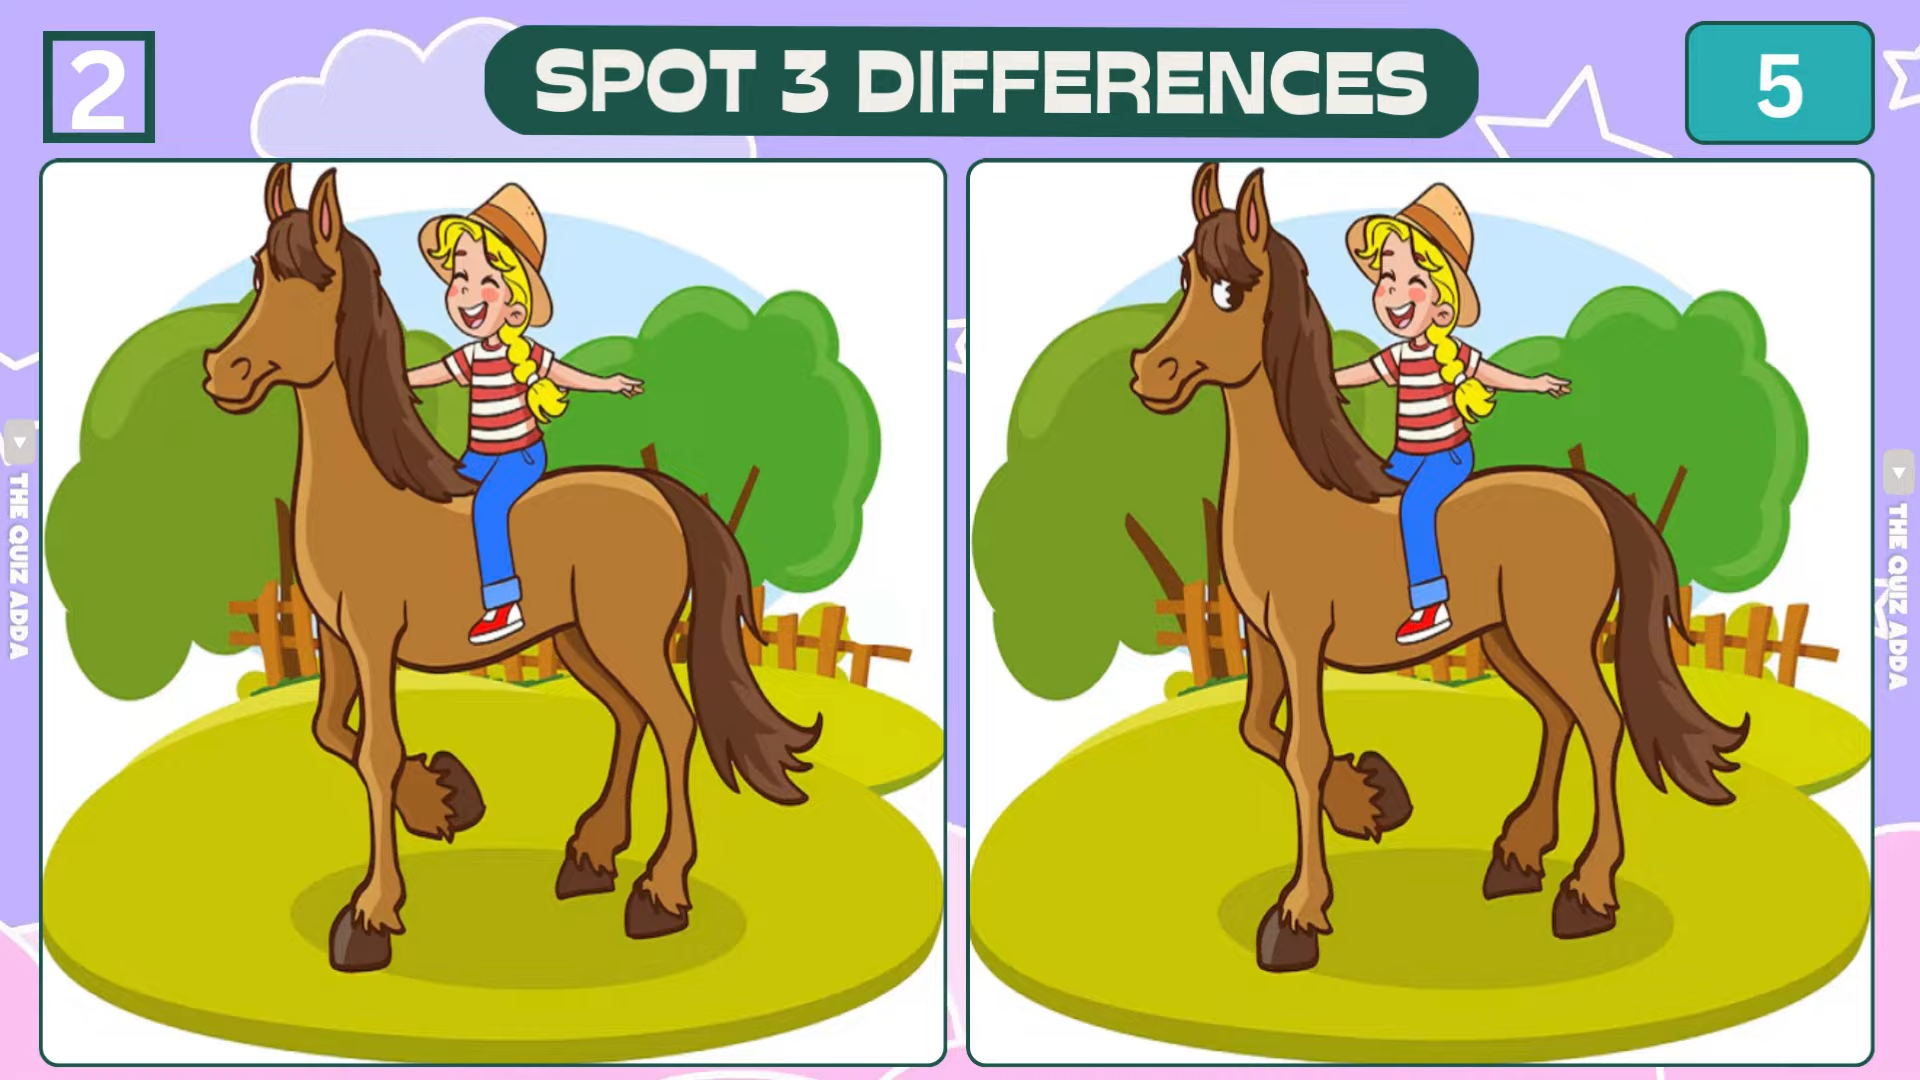 2
SPOT 3 DIFFERENCES
5
THE QUIZ ADDA
THE QUIZ ADDA